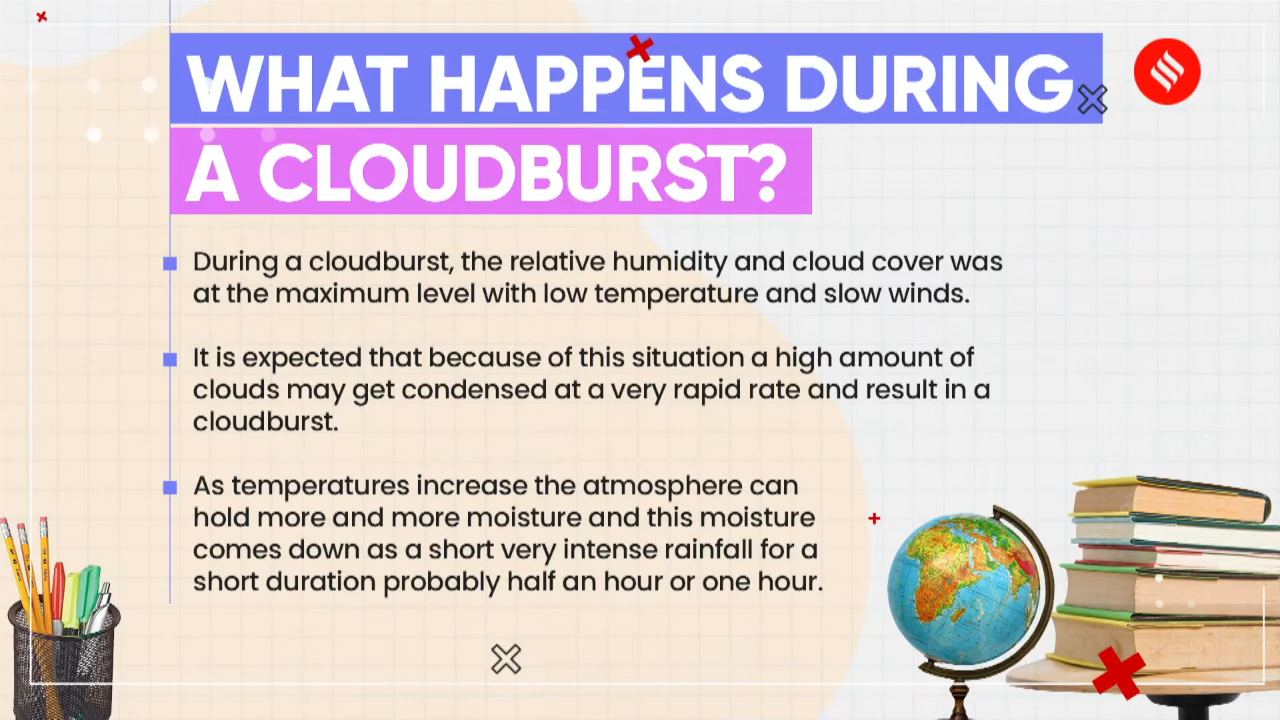 WHAT HAPPENS DURING
A CLOUDBURST?
During a cloudburst, the relative humidity and cloud cover was
at the maximum level with low temperature and slow winds.
It is expected that because of this situation a high amount of
clouds may get condensed at a very rapid rate and result in a
cloudburst.
As temperatures increase the atmosphere can
hold more and more moisture and this moisture
comes down as a short very intense rainfall for a
short duration probably half an hour or one hour.